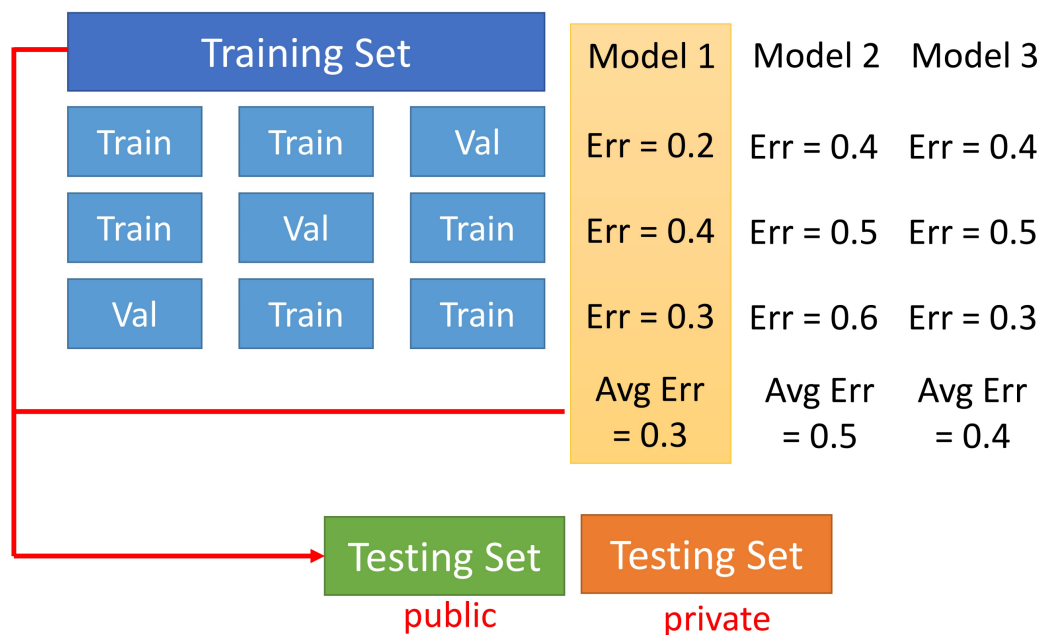 Training Set
Model 1 Model 2 Model 3
Train Train Val
Err = 0.2 Err = 0.4 Err = 0.4
Train Val Train
Err = 0.4 Err = 0.5 Err = 0.5
Val Train Train
Err = 0.3 Err = 0.6 Err = 0.3
Avg Err
= 0.3
Avg Err
= 0.5
Avg Err
= 0.4
Testing Set
public
Testing Set
private